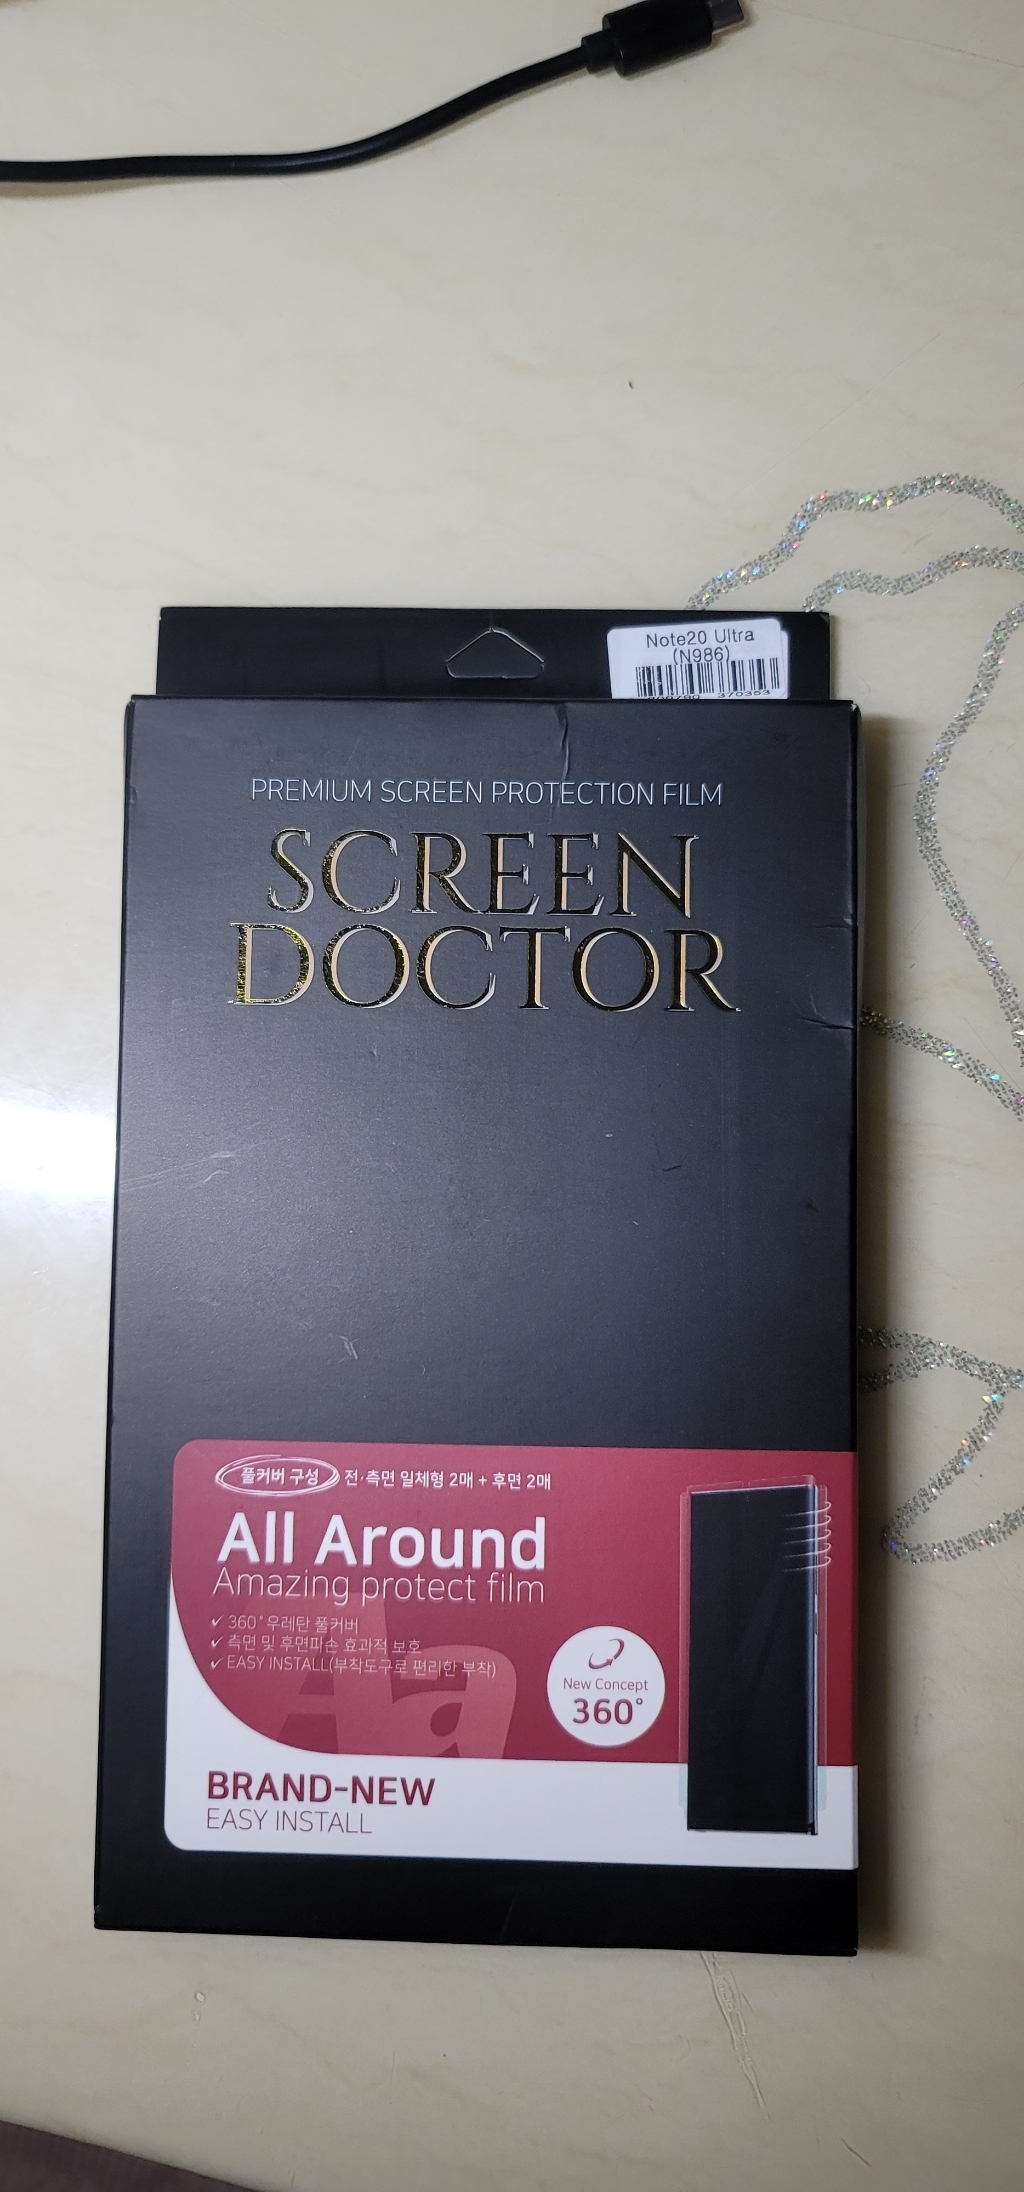 Note20 Ultra
(N986)
PREMIUM SCREEN PROTECTION FILM
SCREEN
DOCTOR
풀커버 구성 전·측면 일체형 2매 + 후면 2매
All Around
Amazing protect film
✓ 360° 우레탄 풀커버
✓ 측면 및 후면파손 효과적 보호
✓ EASY INSTALL(부착도구로 편리한 부착)
Aa
New Concept
360°
BRAND-NEW
EASY INSTALL